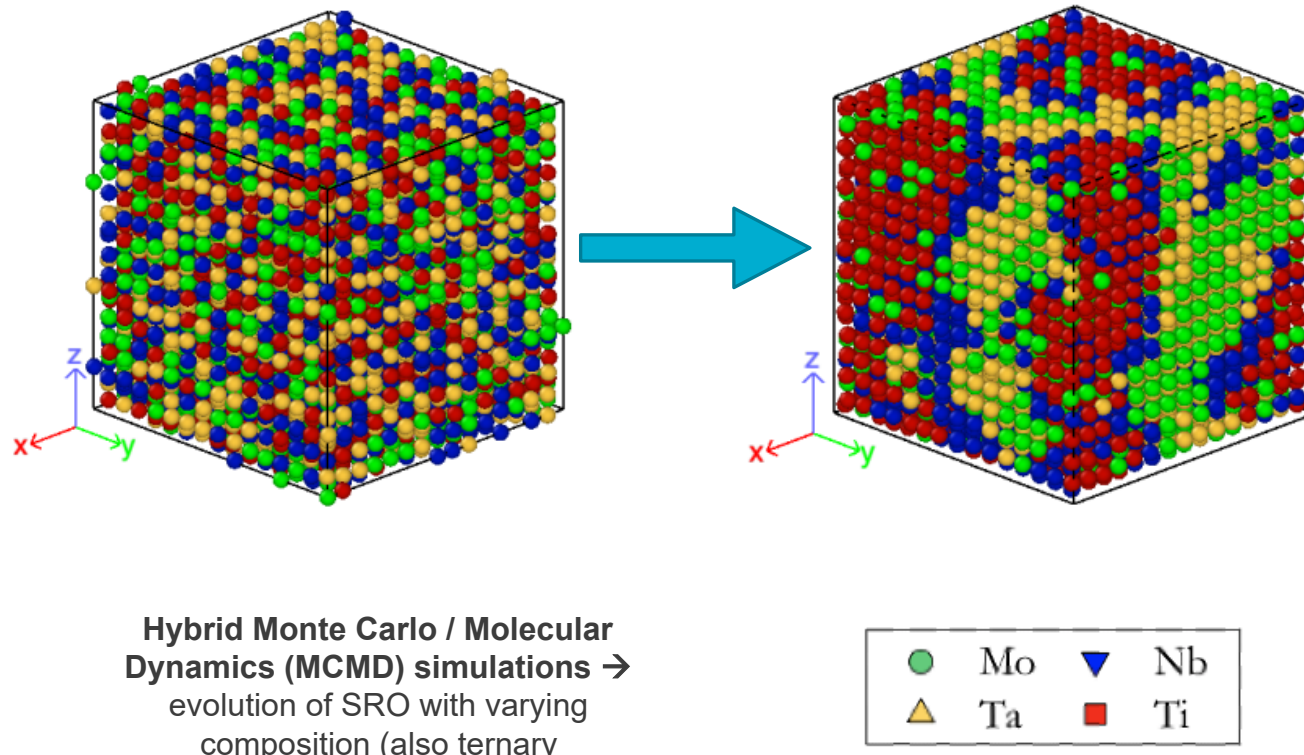 z
x
y
z
x
y
Hybrid Monte Carlo / Molecular
Dynamics (MCMD) simulations →
evolution of SRO with varying
composition (also ternary
Mo Nb
Ta Ti